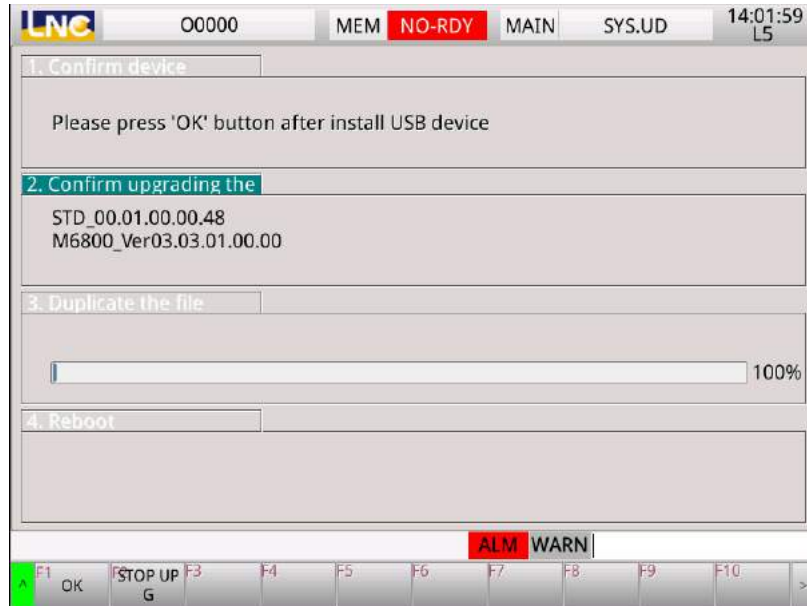 LNC O0000 MEM NO-RDY MAIN SYS.UD 14:01:59
L5
1. Confirm device
Please press 'OK' button after install USB device
2. Confirm upgrading the
STD_00.01.00.00.48
M6800_Ver03.03.01.00.00
3. Duplicate the file
100%
4. Reboot
ALM WARN
^ F1 OK F2 STOP UP F3 F4 F5 F6 F7 F8 F9 F10 >
G